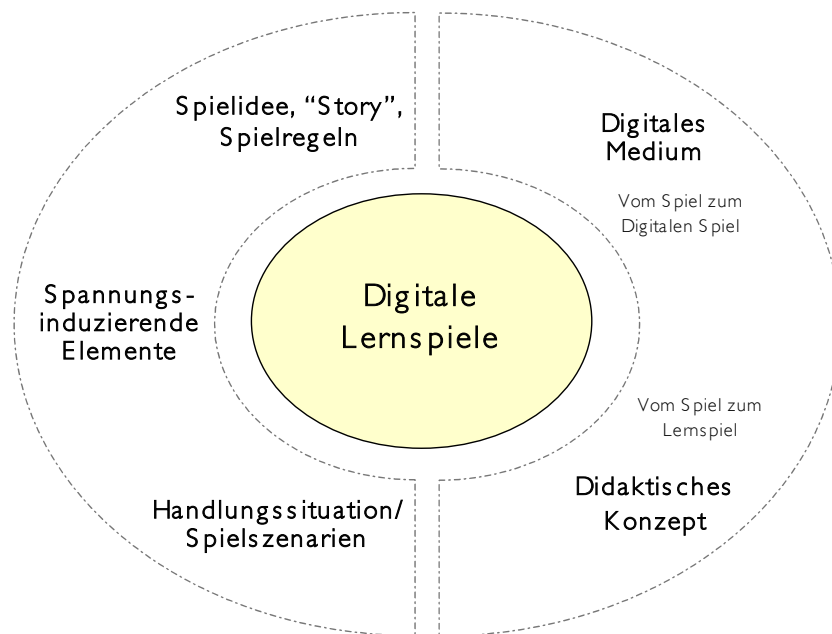 Spielidee, “Story”,
Spielregeln
Digitales
Medium
Vom Spiel zum
Digitalen Spiel
Spannungs-
induzierende
Elemente
Digitale
Lernspiele
Vom Spiel zum
Lernspiel
Handlungssituation/
Spielszenarien
Didaktisches
Konzept